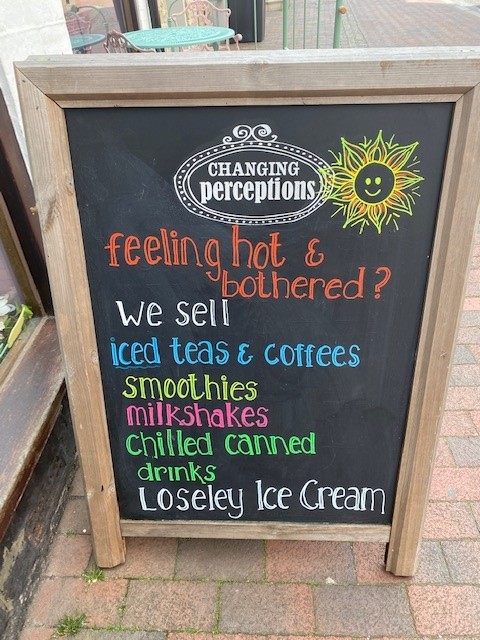 CHANGING
perceptions
feeling hot &
bothered?
We sell
iced teas & coffees
smoothies
milkshakes
chilled canned
drinks
Loseley Ice Cream